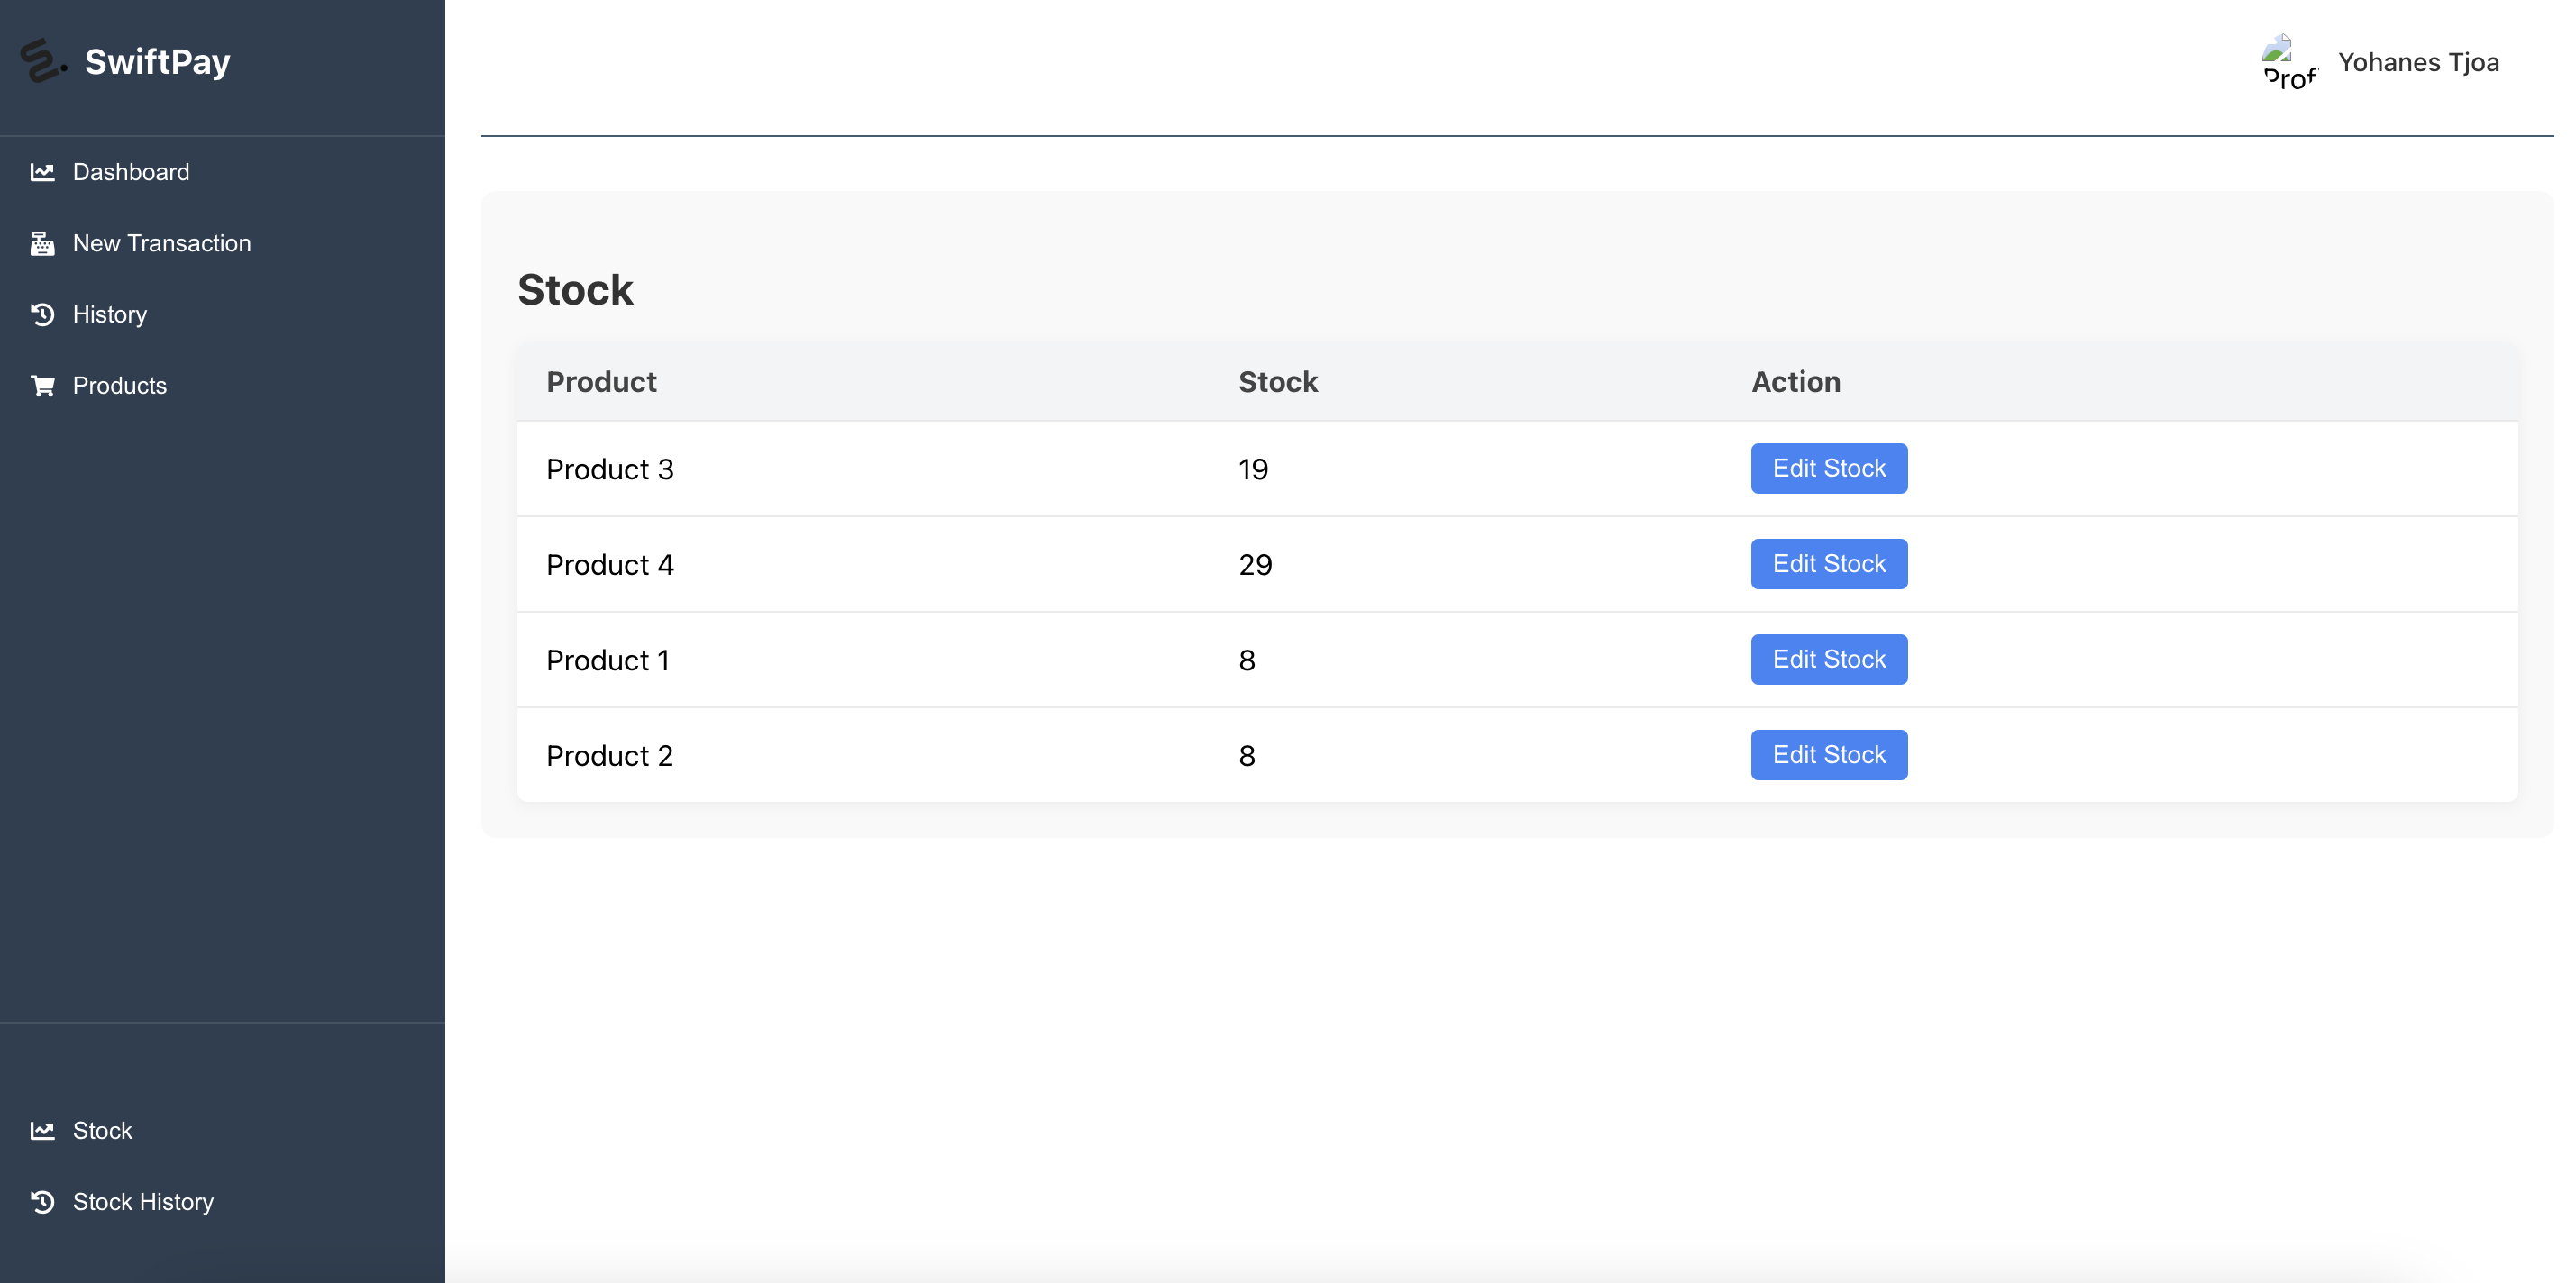 SwiftPay
Yohanes Tjoa
Prof
Dashboard
New Transaction
History
Products
Stock
Product Stock Action
Product 3 19 Edit Stock
Product 4 29 Edit Stock
Product 1 8 Edit Stock
Product 2 8 Edit Stock
Stock
Stock History